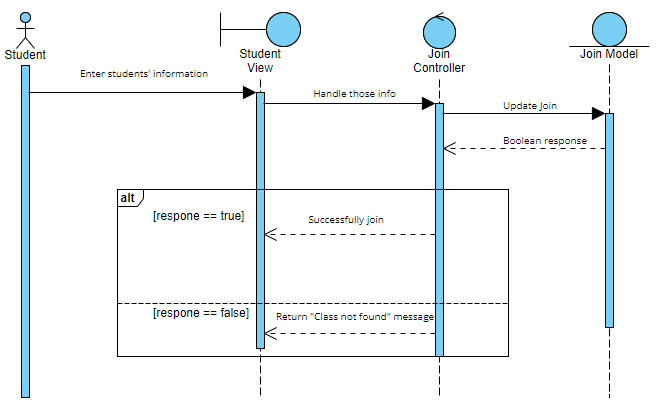 Student
Student
View
Join
Controller
Join Model
Enter students' information
Handle those info
Update Join
Boolean response
alt
[respone == true]
Successfully join
[respone == false]
Return "Class not found" message